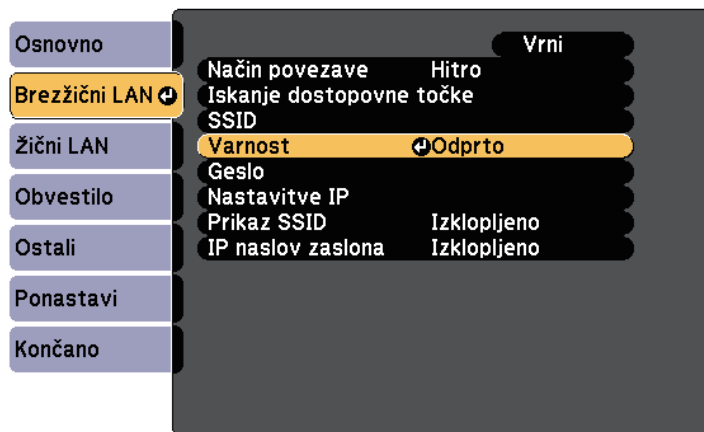 Osnovno
Brezžični LAN
Žični LAN
Obvestilo
Ostali
Ponastavi
Končano
Vrni
Način povezave Hitro
Iskanje dostopovne točke
SSID
Varnost Odprto
Geslo
Nastavitve IP
Prikaz SSID Izklopljeno
IP naslov zaslona Izklopljeno